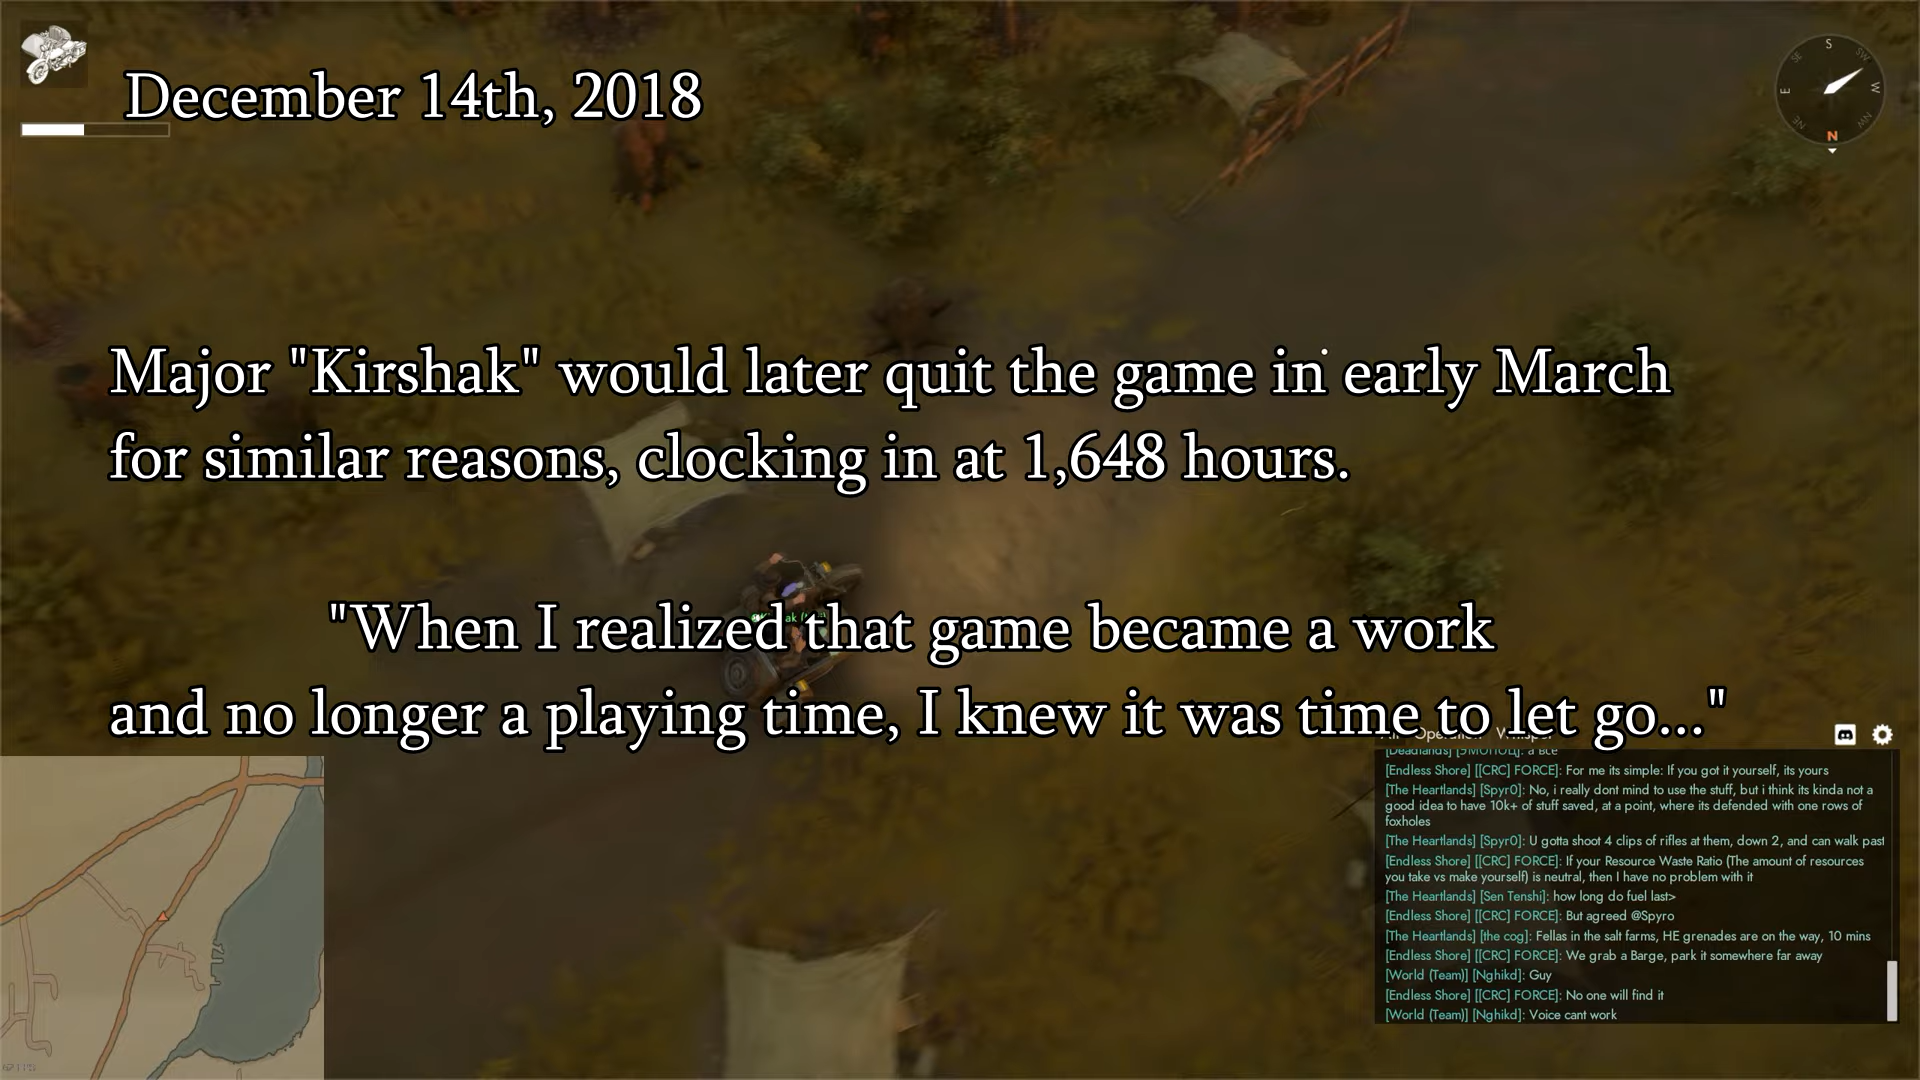 December 14th, 2018
S
SE
SW
E
W
NE
NW
N
Major "Kirshak" would later quit the game in early March
for similar reasons, clocking in at 1,648 hours.
"When I realized that game became a work
and no longer a playing time, I knew it was time to let go..."
Operation Whisper
[Deadlands] [ЭМОПОЦ]: а все
[Endless Shore] [[CRC] FORCE]: For me its simple: If you got it yourself, its yours
[The Heartlands] [Spyr0]: No, i really dont mind to use the stuff, but i think its kinda not a
good idea to have 10k+ of stuff saved, at a point, where its defended with one rows of
foxholes
[The Heartlands] [Spyr0]: U gotta shoot 4 clips of rifles at them, down 2, and can walk past
[Endless Shore] [[CRC] FORCE]: If your Resource Waste Ratio (The amount of resources
you take vs make yourself) is neutral, then I have no problem with it
[The Heartlands] [Sen Tenshi]: how long do fuel last>
[Endless Shore] [[CRC] FORCE]: But agreed @Spyro
[The Heartlands] [the cog]: Fellas in the salt farms, HE grenades are on the way, 10 mins
[Endless Shore] [[CRC] FORCE]: We grab a Barge, park it somewhere far away
[World (Team)] [Nghikd]: Guy
[Endless Shore] [[CRC] FORCE]: No one will find it
[World (Team)] [Nghikd]: Voice cant work